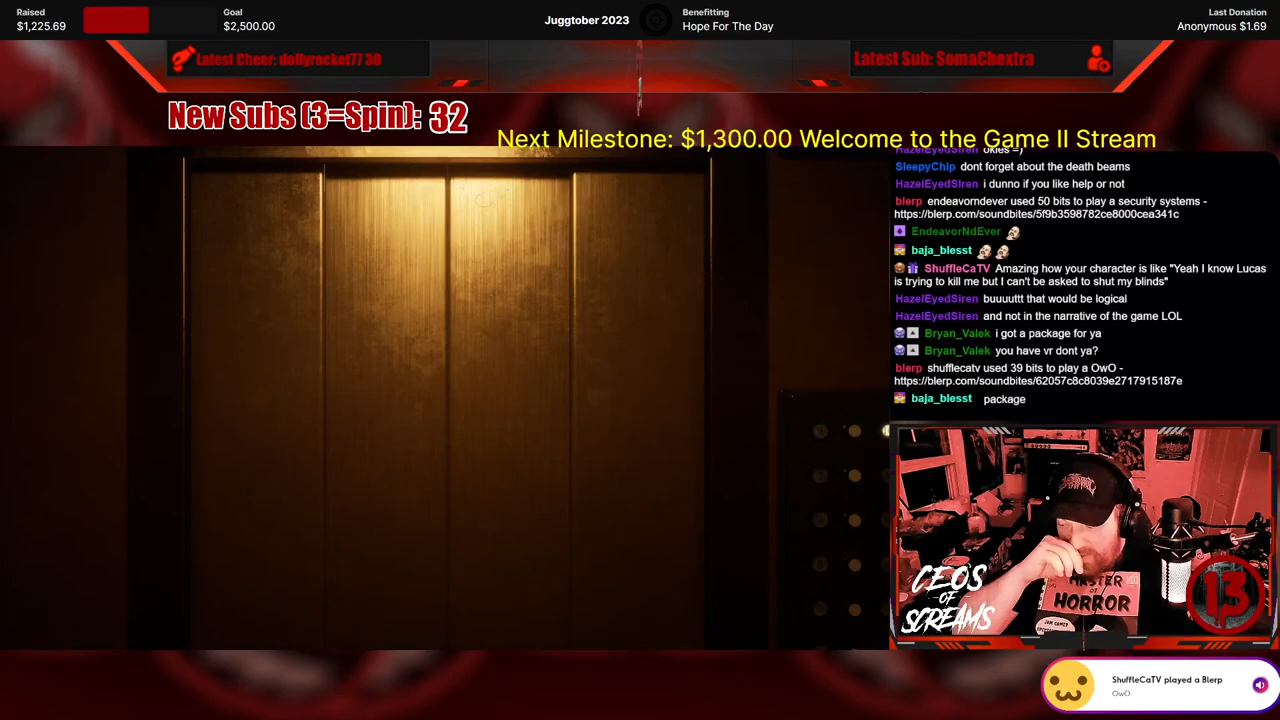 Raised
$1,225.69
Goal
$2,500.00
Juggtober 2023
Benefitting
Hope For The Day
Last Donation
Anonymous $1.69
Latest Cheer: dollyrocket77 30
Latest Sub: SomaChextra
New Subs (3=Spin): 32
Next Milestone: $1,300.00 Welcome to the Game II Stream
HazelEyedSiren okies =)
SleepyChip dont forget about the death beams
HazelEyedSiren i dunno if you like help or not
blerp endeavorndever used 50 bits to play a security systems -
https://blerp.com/soundbites/5f9b3598782ce8000cea341c
EndeavorNdEver
baja_blesst
ShuffleCaTV Amazing how your character is like "Yeah I know Lucas
is trying to kill me but I can't be asked to shut my blinds"
HazelEyedSiren buuuuttt that would be logical
HazelEyedSiren and not in the narrative of the game LOL
Bryan_Valek i got a package for ya
Bryan_Valek you have vr dont ya?
blerp shufflecatv used 39 bits to play a OwO -
https://blerp.com/soundbites/62057c8c8039e2717915187e
baja_blesst package
CEOS
OF
SCREAMS
MASTER
OF
HORROR
13
ShuffleCaTV played a Blerp
OwO